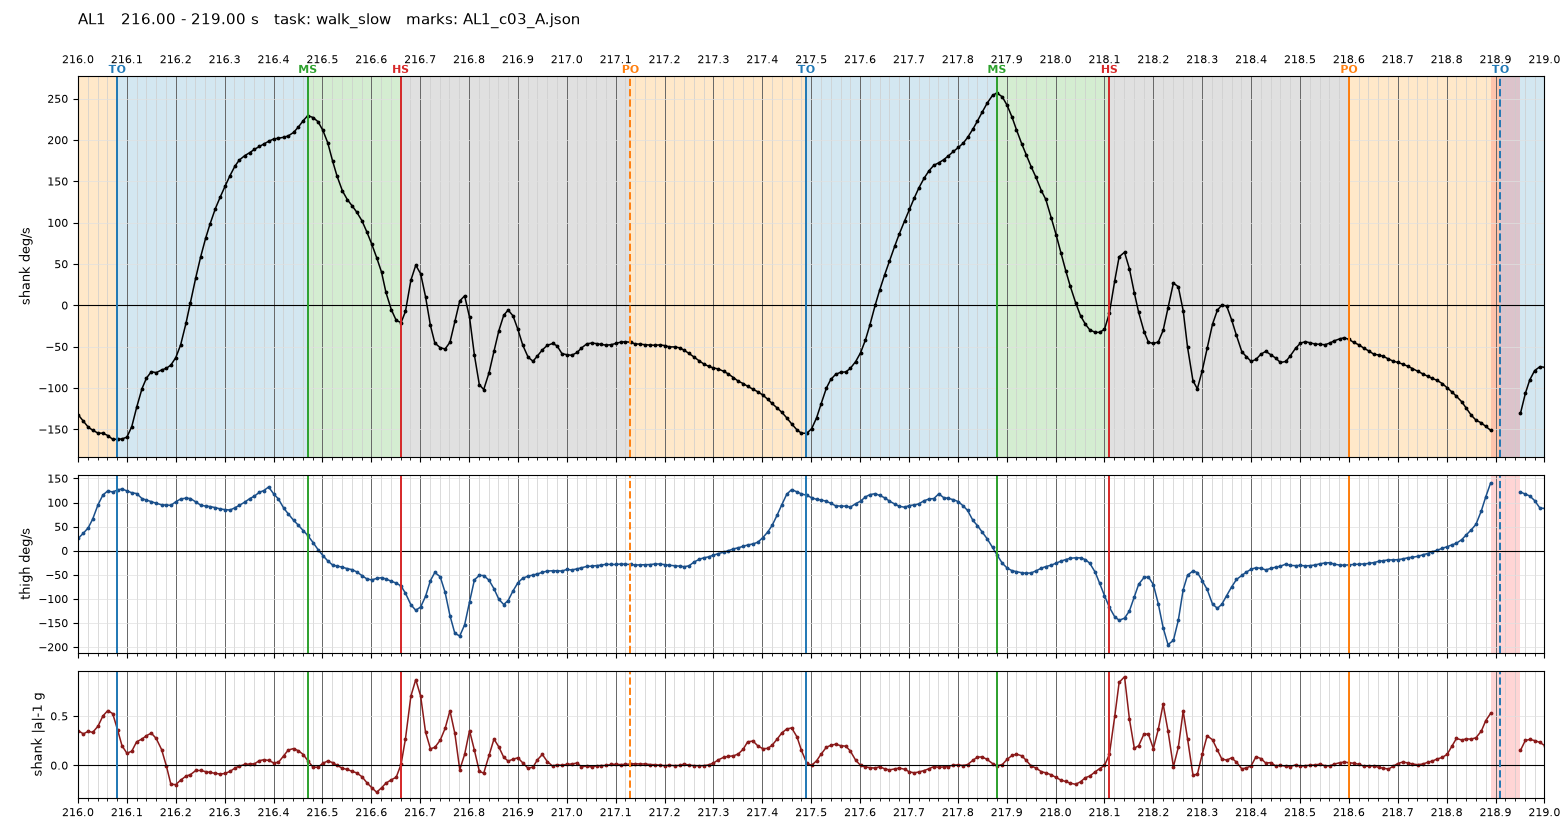 AL1   216.00 - 219.00 s   task: walk_slow   marks: AL1_c03_A.json
216.0 216.1 216.2 216.3 216.4 216.5 216.6 216.7 216.8 216.9 217.0 217.1 217.2 217.3 217.4 217.5 217.6 217.7 217.8 217.9 218.0 218.1 218.2 218.3 218.4 218.5 218.6 218.7 218.8 218.9 219.0
TO MS HS PO TO MS HS PO TO
shank deg/s
250
200
150
100
50
0
−50
−100
−150
thigh deg/s
150
100
50
0
−50
−100
−150
−200
shank |a|-1 g
0.5
0.0
216.0 216.1 216.2 216.3 216.4 216.5 216.6 216.7 216.8 216.9 217.0 217.1 217.2 217.3 217.4 217.5 217.6 217.7 217.8 217.9 218.0 218.1 218.2 218.3 218.4 218.5 218.6 218.7 218.8 218.9 219.0